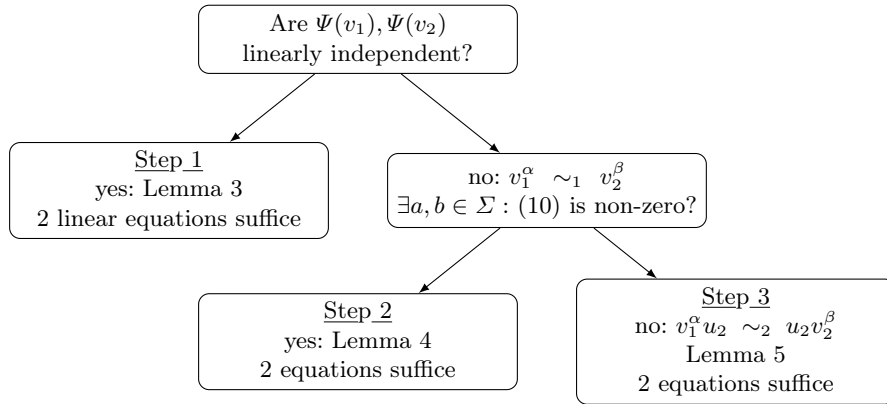 Are Ψ(v₁), Ψ(v₂)
linearly independent?
Step 1
yes: Lemma 3
2 linear equations suffice
no: v₁^α ∼₁ v₂^β
∃a, b ∈ Σ : (10) is non-zero?
Step 2
yes: Lemma 4
2 equations suffice
Step 3
no: v₁^α u₂ ∼₂ u₂v₂^β
Lemma 5
2 equations suffice